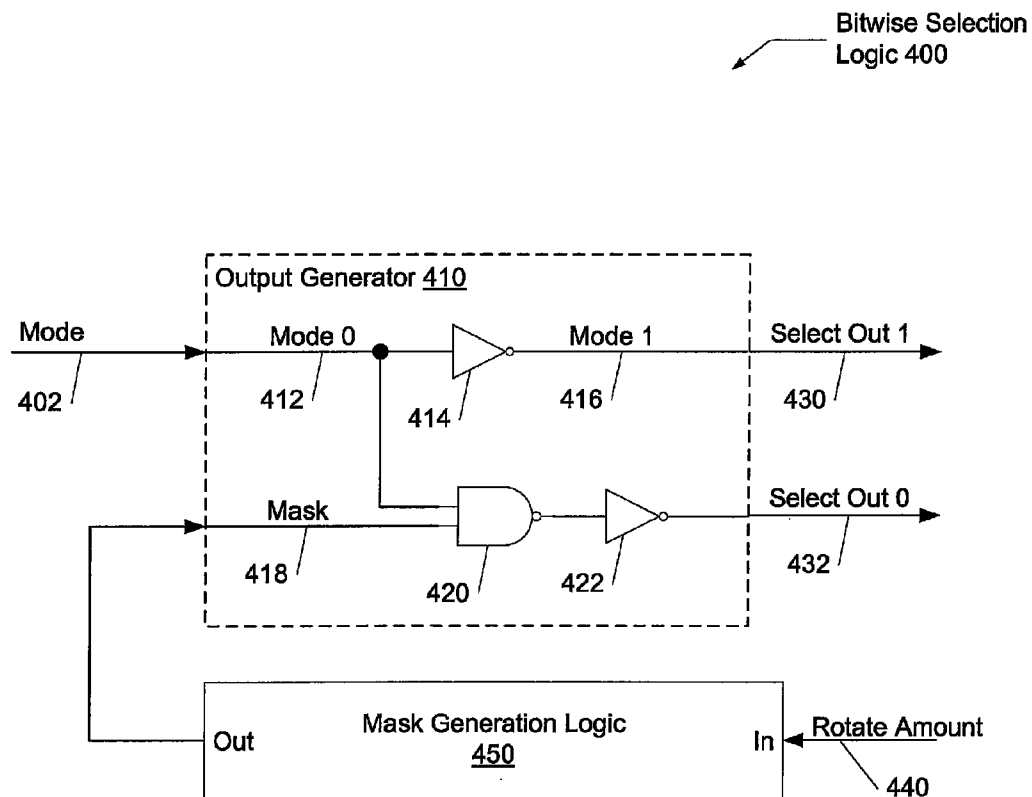 Bitwise Selection
Logic 400
Output Generator 410
Mode
Mode 0
Mode 1
Select Out 1
402
412
414
416
430
Mask
Select Out 0
418
420
422
432
Mask Generation Logic
450
Out
In
Rotate Amount
440